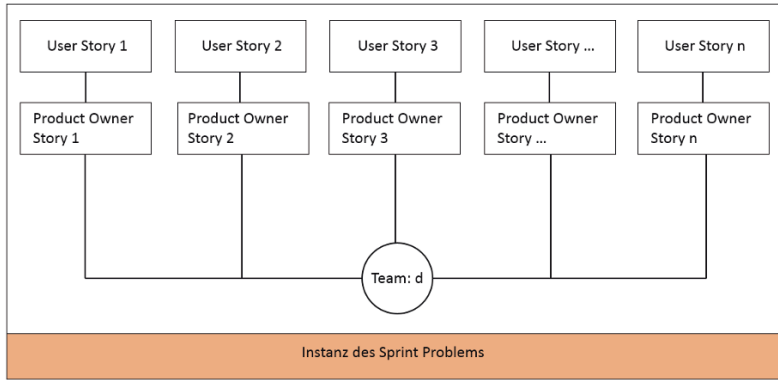 User Story 1
User Story 2
User Story 3
User Story ...
User Story n
Product Owner
Story 1
Product Owner
Story 2
Product Owner
Story 3
Product Owner
Story ...
Product Owner
Story n
Team: d
Instanz des Sprint Problems